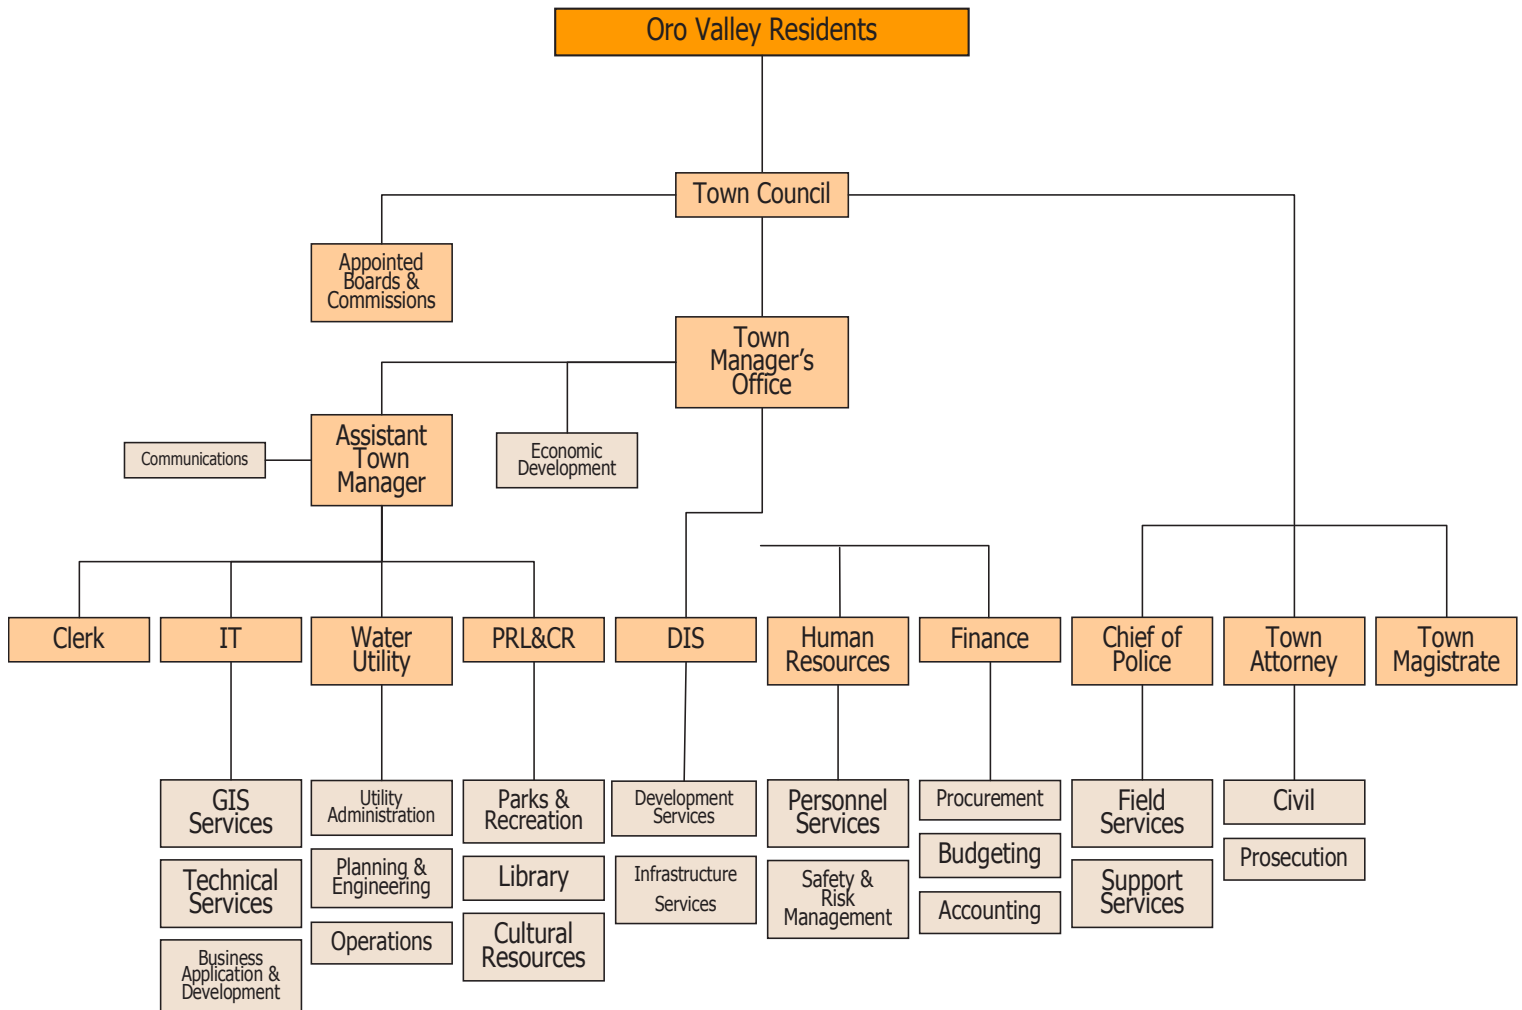 Oro Valley Residents
Town Council
Appointed
Boards &
Commissions
Town
Manager’s
Office
Assistant
Town
Manager
Communications
Economic
Development
Clerk
IT
Water
Utility
PRL&CR
DIS
Human
Resources
Finance
Chief of
Police
Town
Attorney
Town
Magistrate
GIS
Services
Technical
Services
Business
Application &
Development
Utility
Administration
Planning &
Engineering
Operations
Parks &
Recreation
Library
Cultural
Resources
Development
Services
Infrastructure
Services
Personnel
Services
Safety &
Risk
Management
Procurement
Budgeting
Accounting
Field
Services
Support
Services
Civil
Prosecution